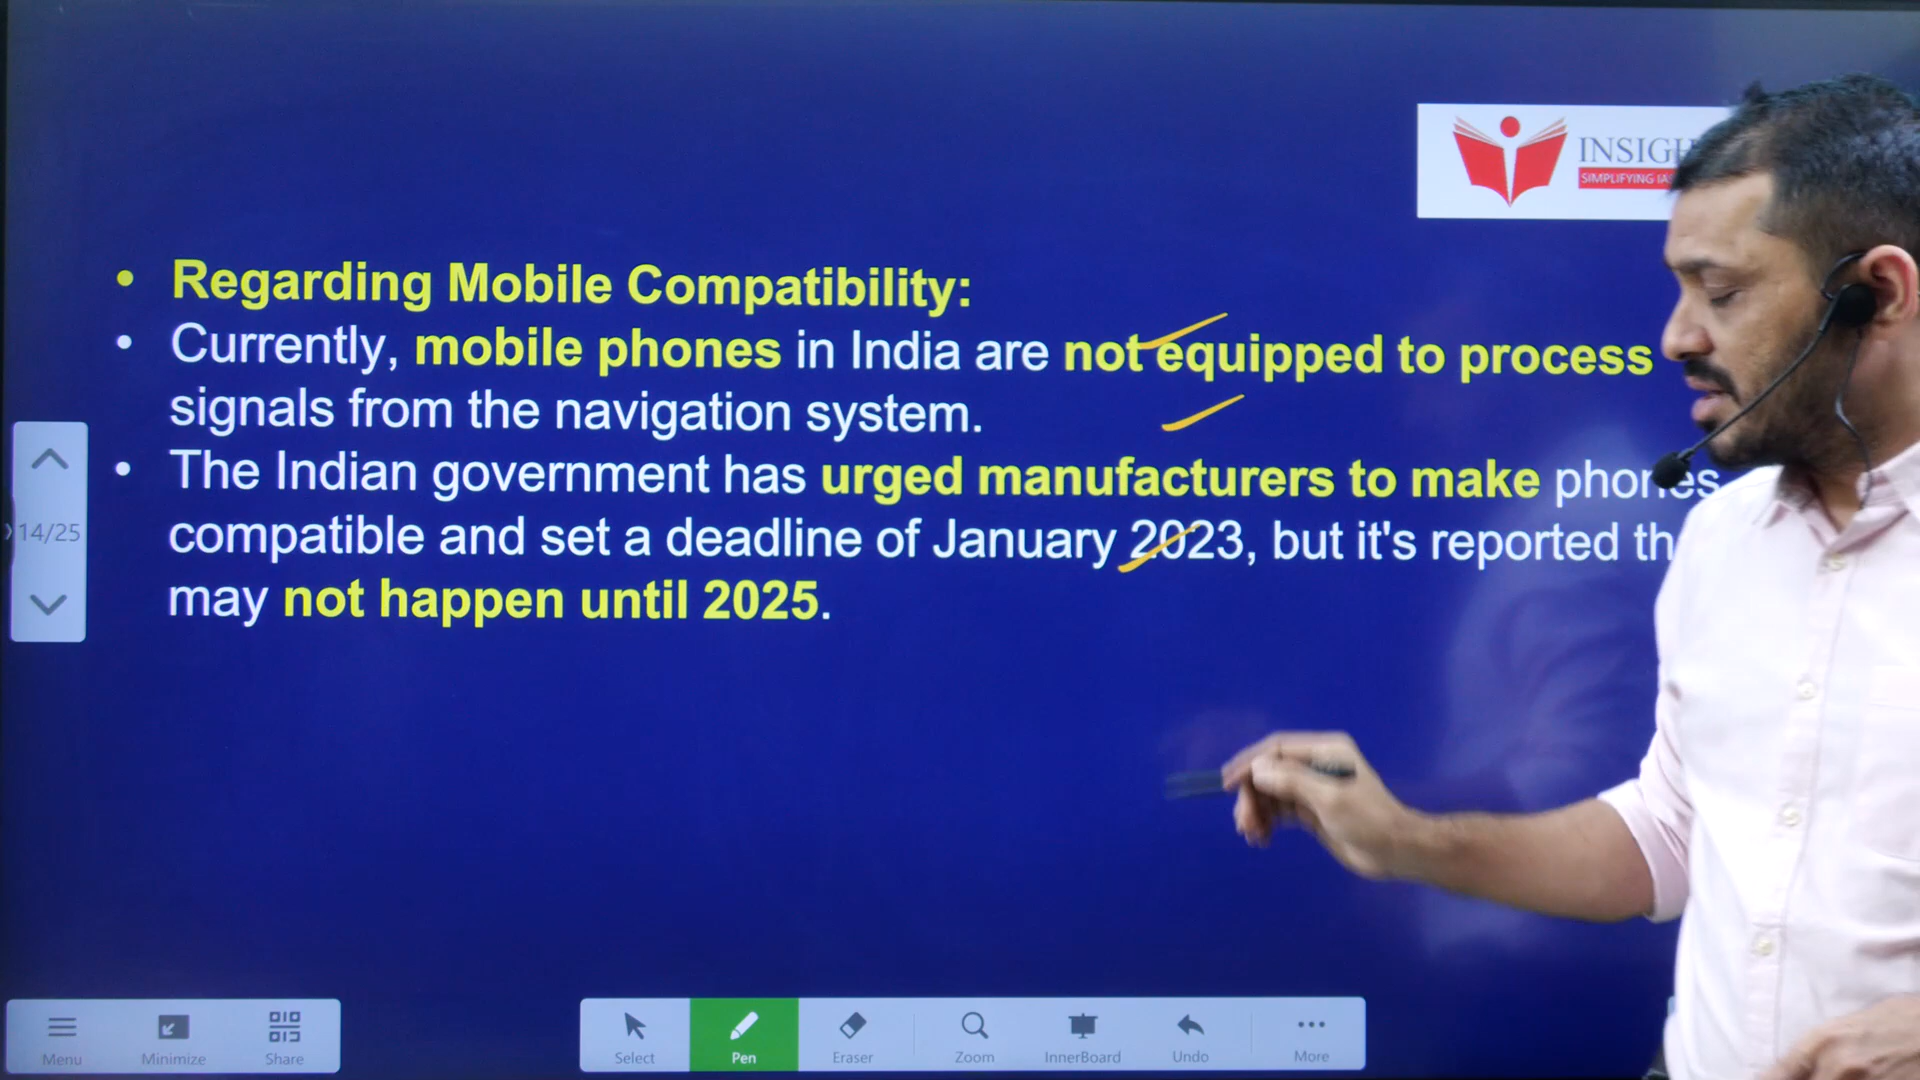 INSIGH
SIMPLIFYING IA
• Regarding Mobile Compatibility:
• Currently, mobile phones in India are not equipped to process
signals from the navigation system.
• The Indian government has urged manufacturers to make phones
compatible and set a deadline of January 2023, but it's reported th
may not happen until 2025.
14/25
Menu Minimize Share Select Pen Eraser Zoom InnerBoard Undo More